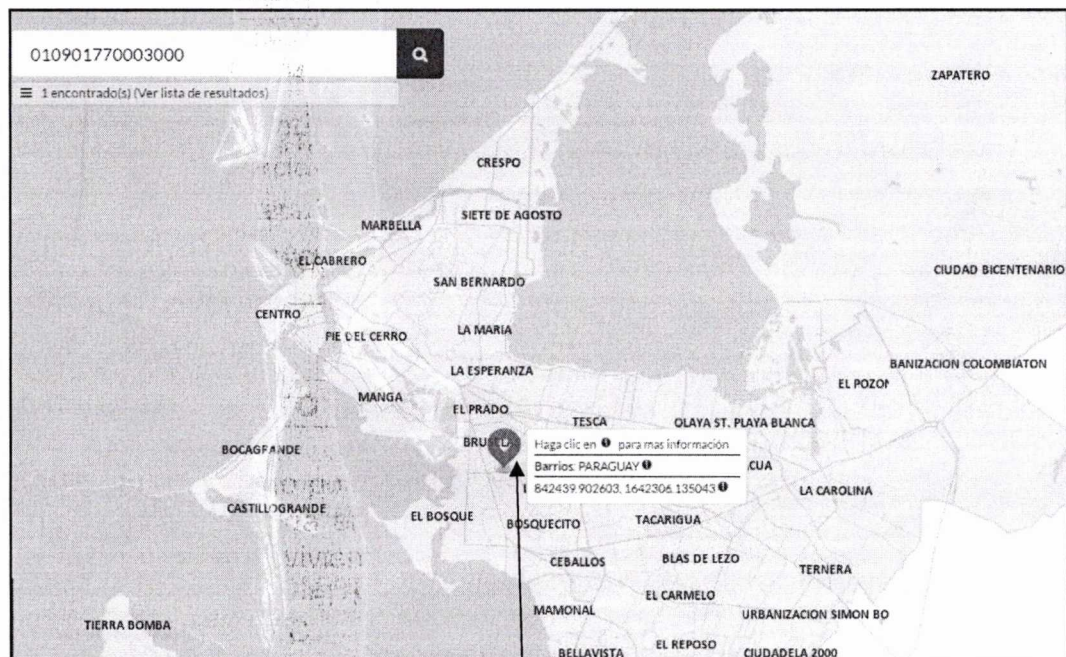 010901770003000
1 encontrado(s) (Ver lista de resultados)
ZAPATERO
CRESPO
SIETE DE AGOSTO
MARBELLA
EL CABRERO
CIUDAD BICENTENARIO
SAN BERNARDO
CENTRO
PIE DEL CERRO
LA MARIA
BANIZACION COLOMBIATON
LA ESPERANZA
EL POZON
MANGA
EL PRADO
TESCA
OLAYA ST. PLAYA BLANCA
Haga clic en para mas información
BOCAGRANDE
Barrios: PARAGUAY
CUA
842439.902603, 1642306.135043
LA CAROLINA
CASTILLOGRANDE
EL BOSQUE
BOSQUECITO
TACARIGUA
CEBALLOS
BLAS DE LEZO
TERNERA
EL CARMELO
MAMONAL
URBANIZACION SIMON BO
TIERRA BOMBA
BELLAVISTA
EL REPOSO
CIUDADELA 2000